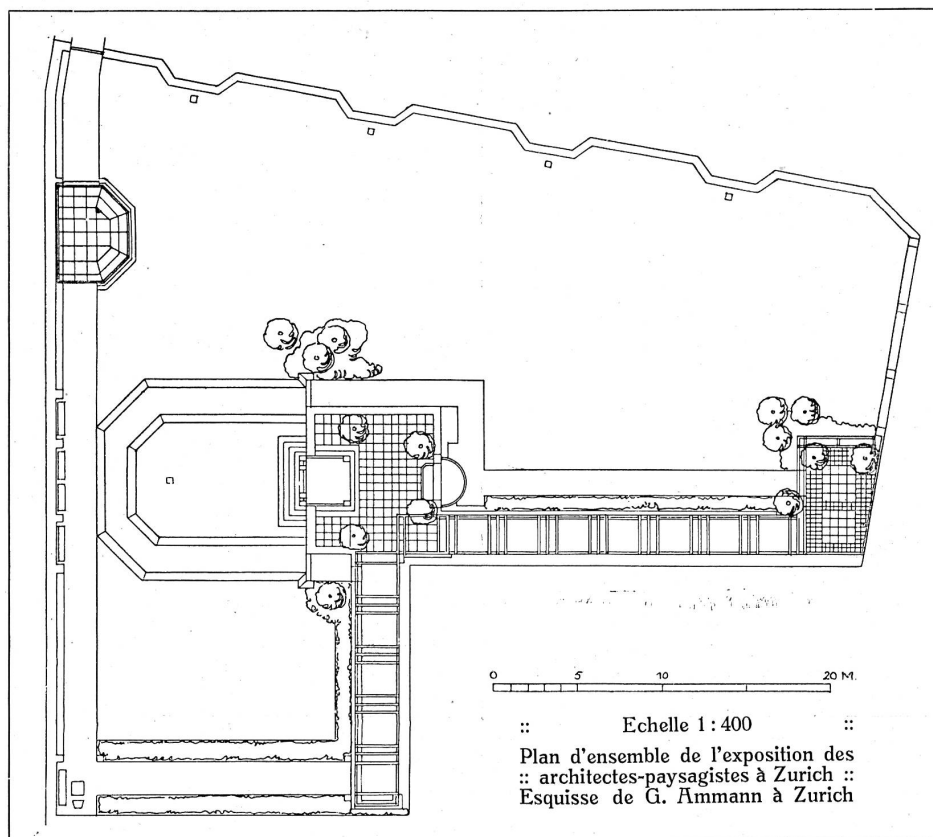 0 5 10 20 M.
:: Echelle 1 : 400 ::
Plan d'ensemble de l'exposition des
:: architectes-paysagistes à Zurich ::
Esquisse de G. Ammann à Zurich